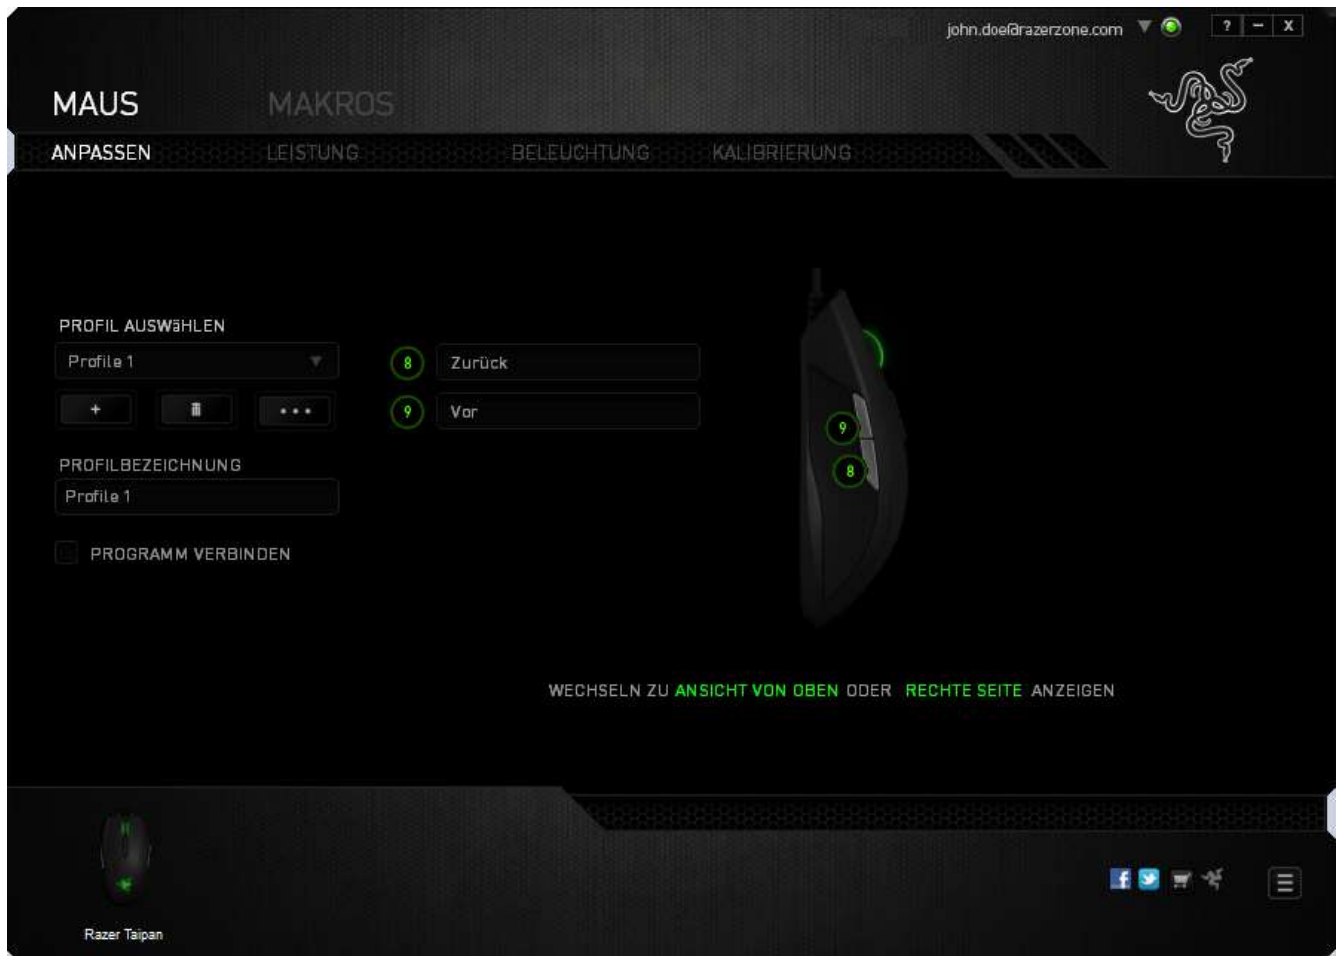 john.doe@razerzone.com
? – X
MAUS MAKROS
ANPASSEN LEISTUNG BELEUCHTUNG KALIBRIERUNG
PROFIL AUSWäHLEN
Profile 1
8 Zurück
+ •••
9 Vor
9
8
PROFILBEZEICHNUNG
Profile 1
PROGRAMM VERBINDEN
WECHSELN ZU ANSICHT VON OBEN ODER RECHTE SEITE ANZEIGEN
Razer Taipan